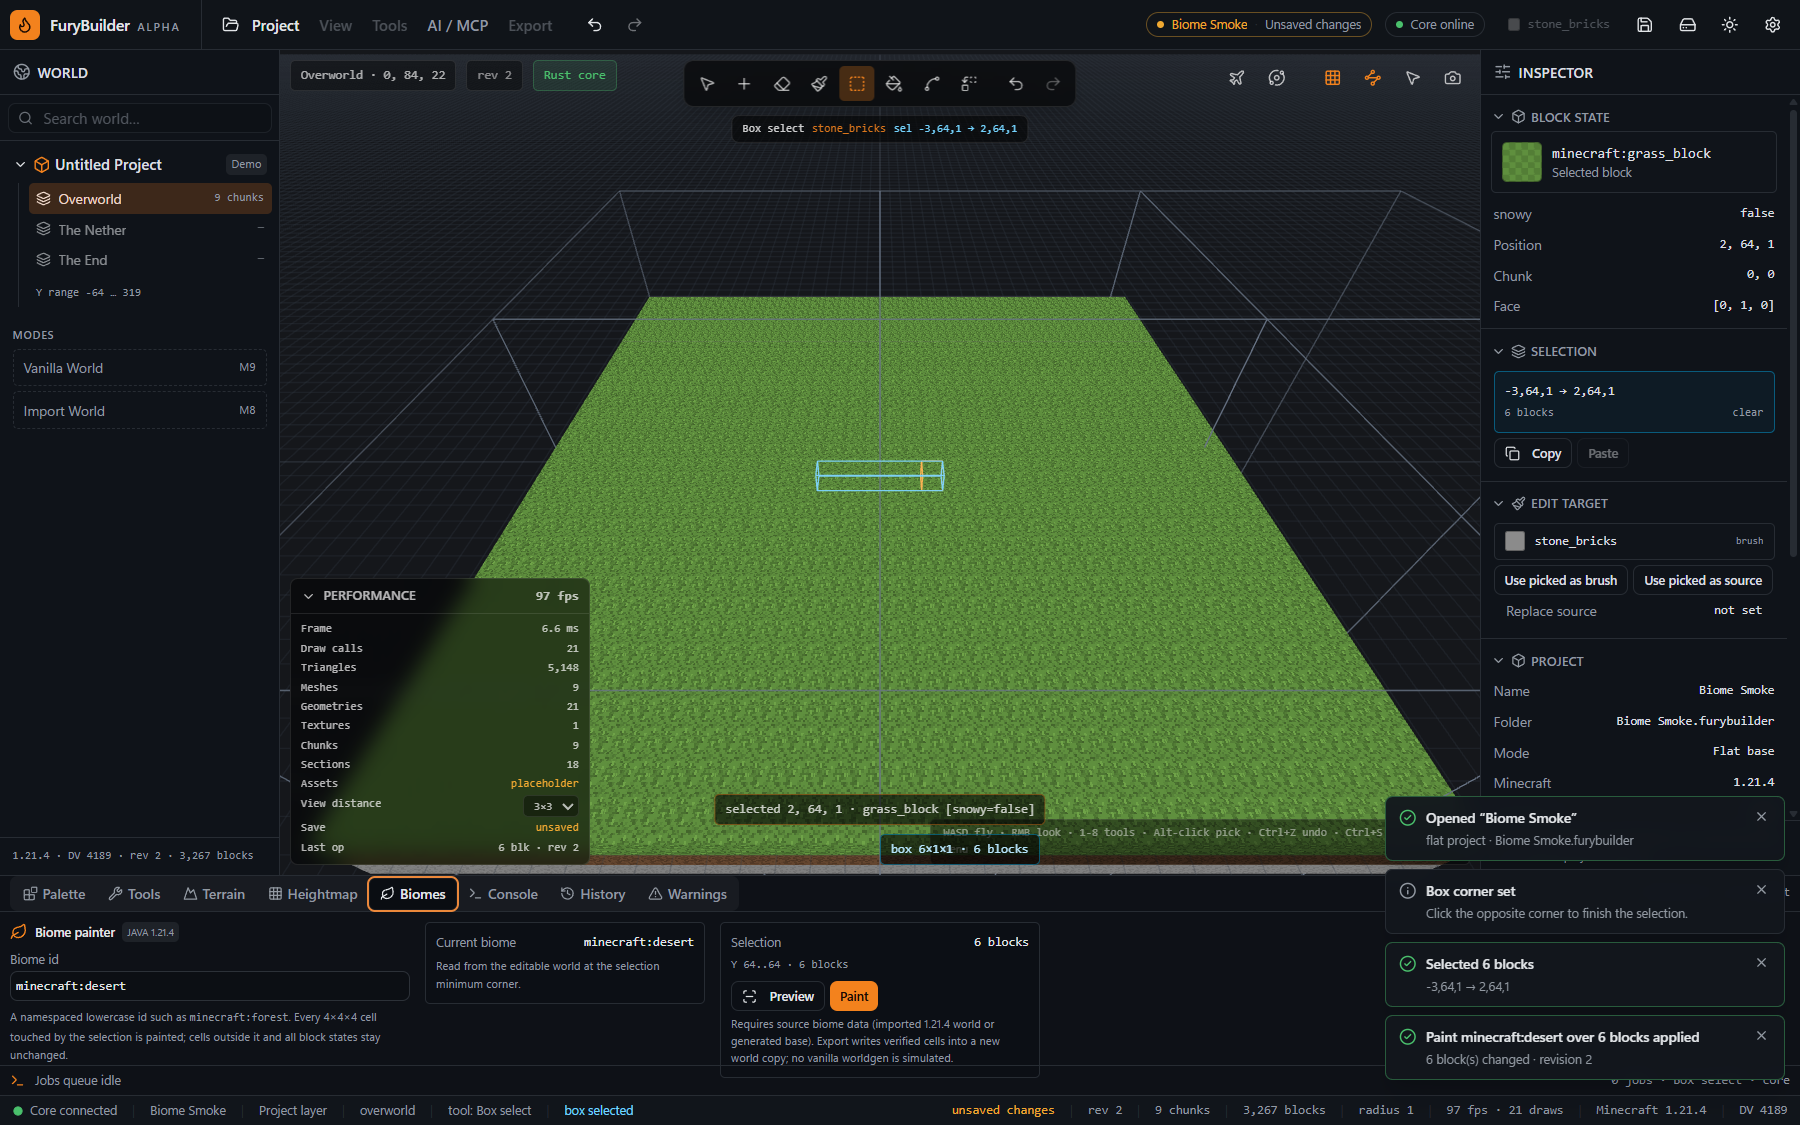 FuryBuilder ALPHA
Project View Tools AI / MCP Export
Biome Smoke · Unsaved changes
Core online
stone_bricks
WORLD
Search world...
Untitled Project Demo
Overworld 9 chunks
The Nether –
The End –
Y range -64 … 319
MODES
Vanilla World M9
Import World M8
1.21.4 · DV 4189 · rev 2 · 3,267 blocks
Overworld · 0, 84, 22
rev 2
Rust core
Box select stone_bricks sel -3,64,1 → 2,64,1
PERFORMANCE 97 fps
Frame 6.6 ms
Draw calls 21
Triangles 5,148
Meshes 9
Geometries 21
Textures 1
Chunks 9
Sections 18
Assets placeholder
View distance 3×3
Save unsaved
Last op 6 blk · rev 2
selected 2, 64, 1 · grass_block [snowy=false]
WASD fly · RMB look · 1-8 tools · Alt-click pick · Ctrl+Z undo · Ctrl+S
box 6×1×1 · 6 blocks
INSPECTOR
BLOCK STATE
minecraft:grass_block
Selected block
snowy false
Position 2, 64, 1
Chunk 0, 0
Face [0, 1, 0]
SELECTION
-3,64,1 → 2,64,1
6 blocks clear
Copy Paste
EDIT TARGET
stone_bricks brush
Use picked as brush Use picked as source
Replace source not set
PROJECT
Name Biome Smoke
Folder Biome Smoke.furybuilder
Mode Flat base
Minecraft 1.21.4
Opened “Biome Smoke”
flat project · Biome Smoke.furybuilder
Box corner set
Click the opposite corner to finish the selection.
Selected 6 blocks
-3,64,1 → 2,64,1
Paint minecraft:desert over 6 blocks applied
6 block(s) changed · revision 2
Palette Tools Terrain Heightmap Biomes Console History Warnings
Biome painter JAVA 1.21.4
Biome id
minecraft:desert
A namespaced lowercase id such as minecraft:forest. Every 4×4×4 cell
touched by the selection is painted; cells outside it and all block states stay
unchanged.
Current biome minecraft:desert
Read from the editable world at the selection
minimum corner.
Selection 6 blocks
Y 64..64 · 6 blocks
Preview Paint
Requires source biome data (imported 1.21.4 world or
generated base). Export writes verified cells into a new
world copy; no vanilla worldgen is simulated.
Jobs queue idle
0 jobs · box select · core
Core connected Biome Smoke Project layer overworld tool: Box select box selected
unsaved changes rev 2 9 chunks 3,267 blocks radius 1 97 fps · 21 draws Minecraft 1.21.4 DV 4189